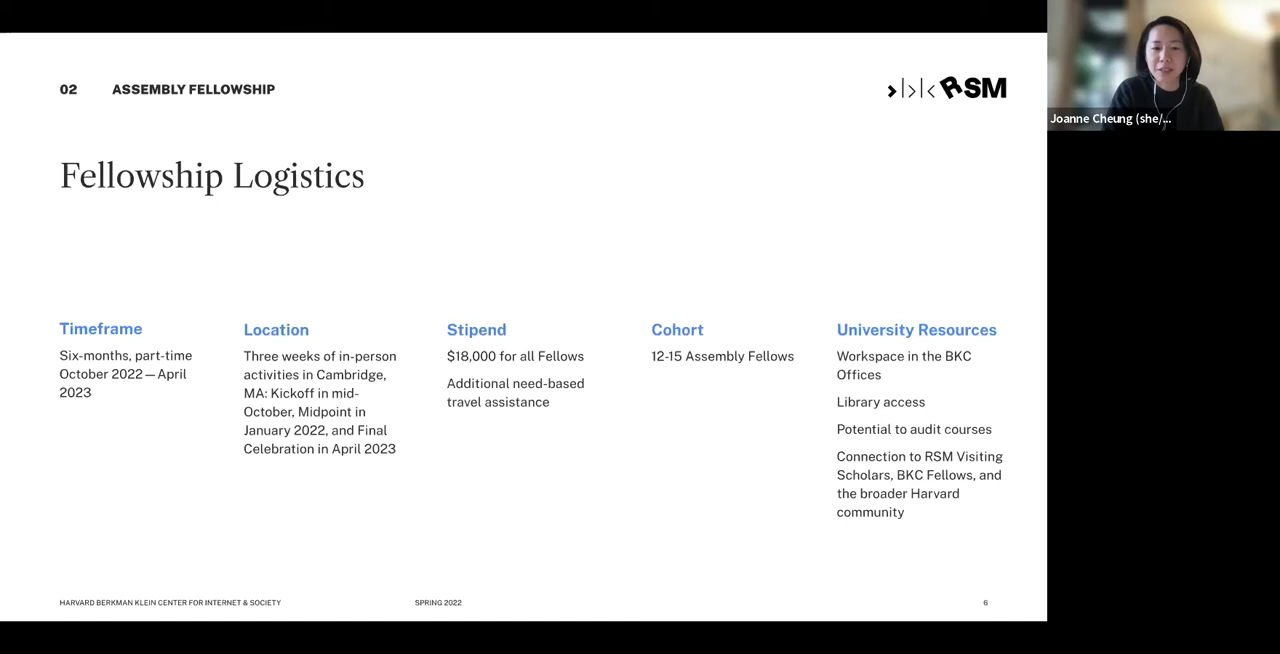 02 ASSEMBLY FELLOWSHIP
RSM
Joanne Cheung (she/...
Fellowship Logistics
Timeframe
Six-months, part-time
October 2022—April
2023
Location
Three weeks of in-person
activities in Cambridge,
MA: Kickoff in mid-
October, Midpoint in
January 2022, and Final
Celebration in April 2023
Stipend
$18,000 for all Fellows
Additional need-based
travel assistance
Cohort
12-15 Assembly Fellows
University Resources
Workspace in the BKC
Offices
Library access
Potential to audit courses
Connection to RSM Visiting
Scholars, BKC Fellows, and
the broader Harvard
community
HARVARD BERKMAN KLEIN CENTER FOR INTERNET & SOCIETY
SPRING 2022
6